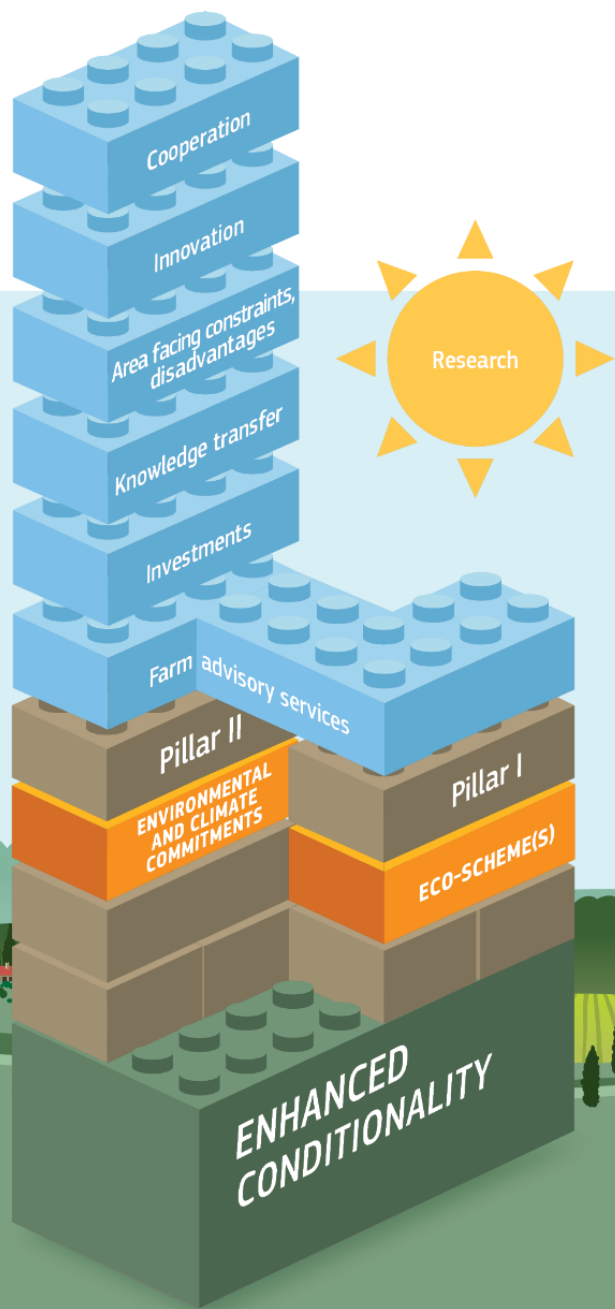 Cooperation
Innovation
Area facing constraints,
disadvantages
Research
Knowledge transfer
Investments
Farm advisory services
Pillar II
Pillar I
ENVIRONMENTAL
AND CLIMATE
COMMITMENTS
ECO-SCHEME(S)
ENHANCED
CONDITIONALITY